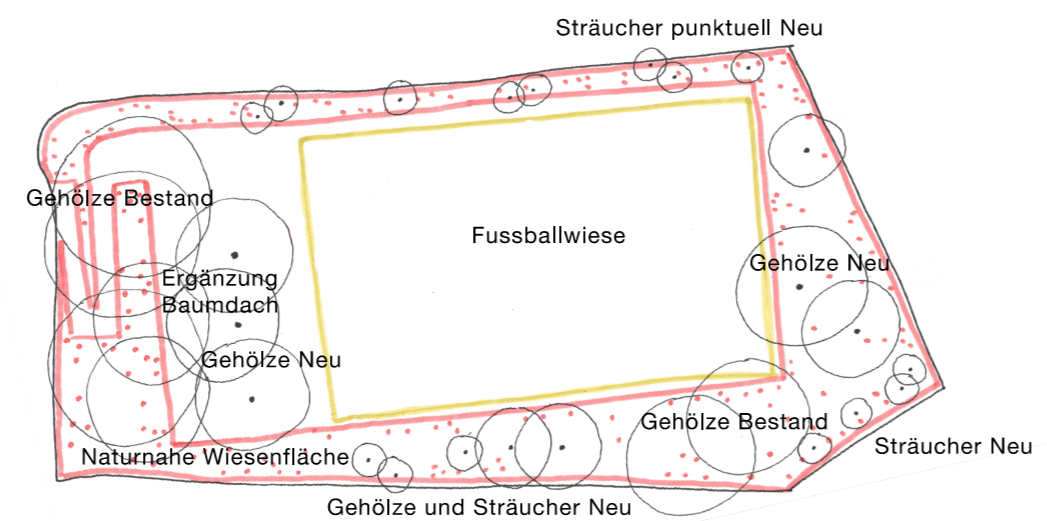 Sträucher punktuell Neu
Gehölze Bestand
Fussballwiese
Gehölze Neu
Ergänzung
Baumdach
Gehölze Neu
Gehölze Bestand
Sträucher Neu
Naturnahe Wiesenfläche
Gehölze und Sträucher Neu